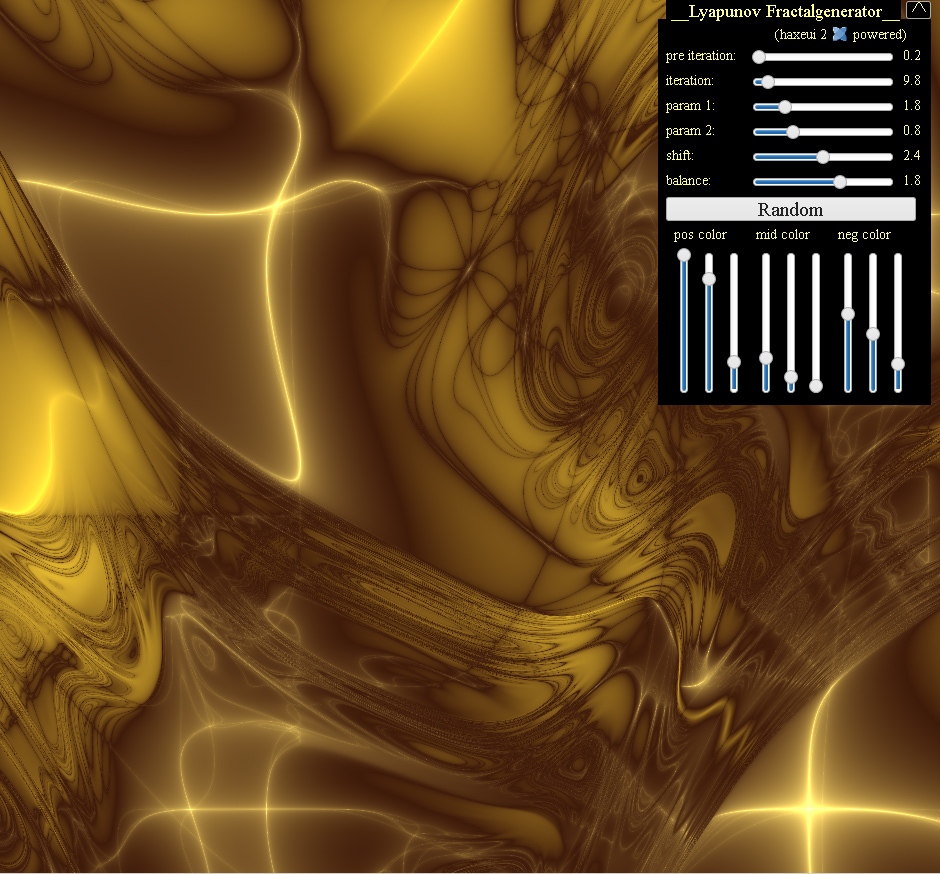 __Lyapunov Fractalgenerator__ ^
(haxeui 2 powered)
pre iteration: 0.2
iteration: 9.8
param 1: 1.8
param 2: 0.8
shift: 2.4
balance: 1.8
Random
pos color mid color neg color